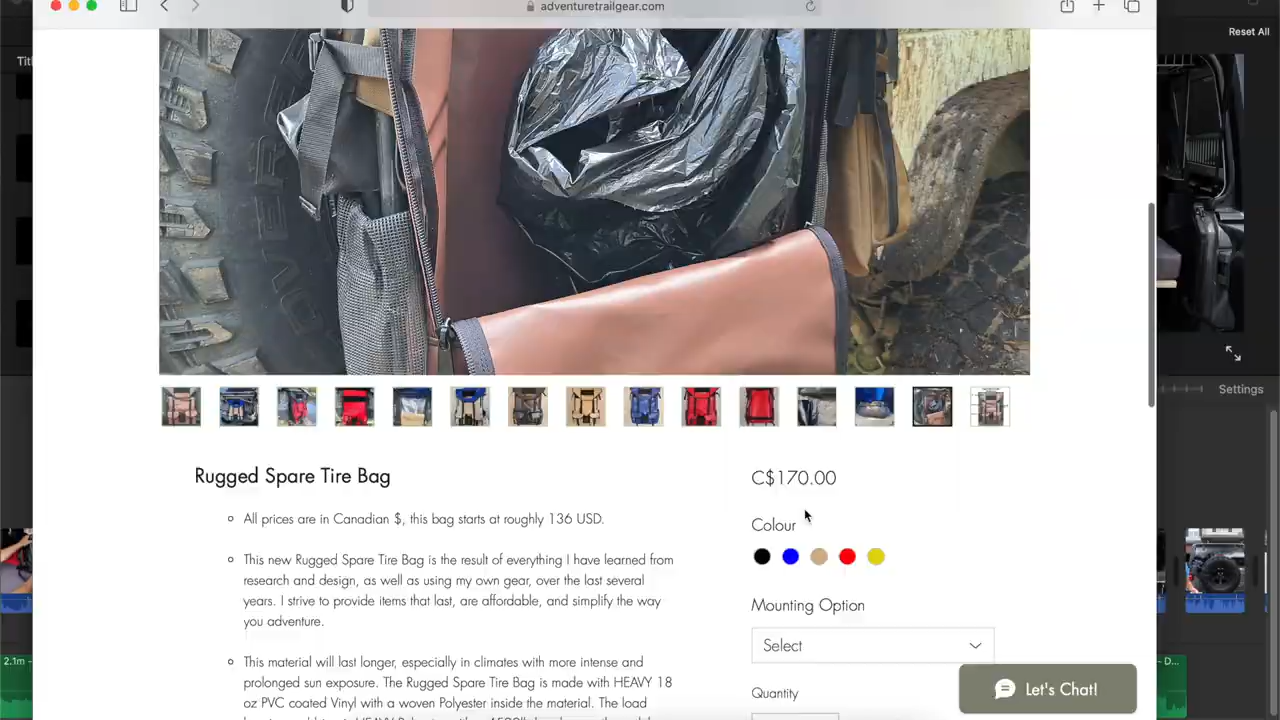 adventuretrailgear.com
Reset All
Settings
Rugged Spare Tire Bag
C$170.00
All prices are in Canadian $, this bag starts at roughly 136 USD.
Colour
This new Rugged Spare Tire Bag is the result of everything I have learned from
research and design, as well as using my own gear, over the last several
years. I strive to provide items that last, are affordable, and simplify the way
you adventure.
Mounting Option
Select
This material will last longer, especially in climates with more intense and
prolonged sun exposure. The Rugged Spare Tire Bag is made with HEAVY 18
oz PVC coated Vinyl with a woven Polyester inside the material. The load
Quantity
Let's Chat!
2.1m